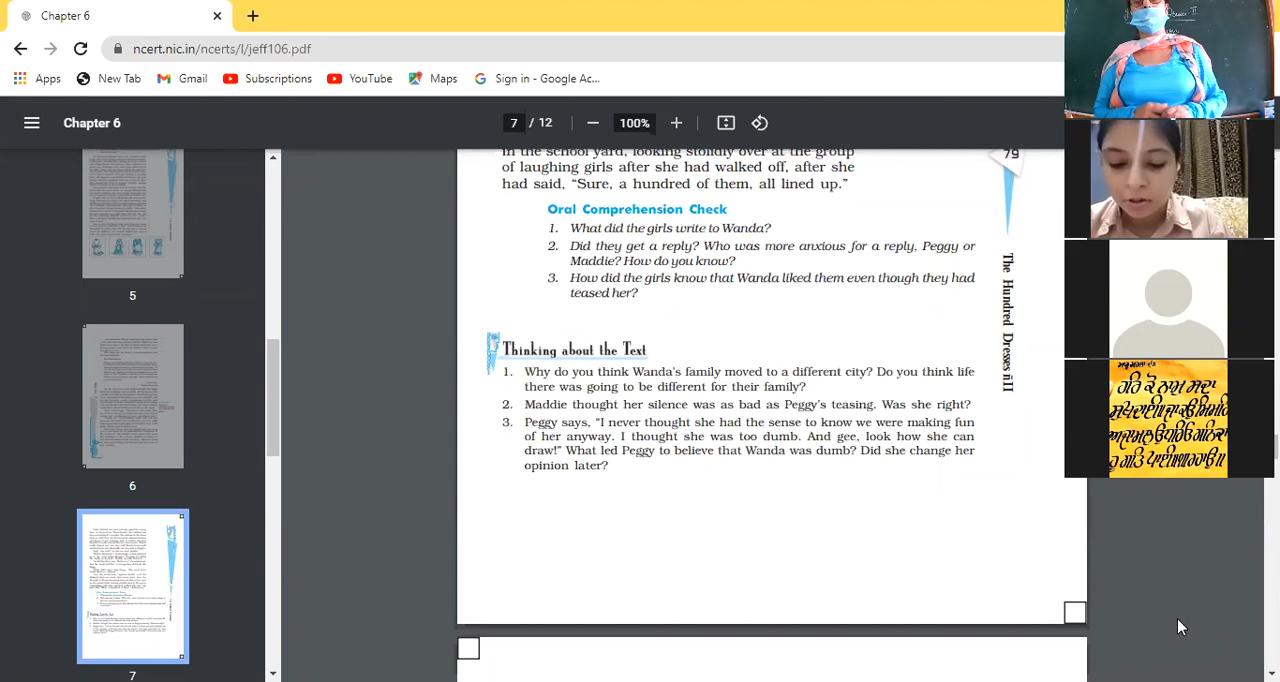 Chapter 6
ncert.nic.in/ncerts/l/jeff106.pdf
Apps
New Tab
Gmail
Subscriptions
YouTube
Maps
Sign in - Google Ac...
Chapter 6
7 / 12
100%
5
6
7
in the school yard, looking stolidly over at the group
of laughing girls after she had walked off, after she
had said, “Sure, a hundred of them, all lined up.”
79
Oral Comprehension Check
1. What did the girls write to Wanda?
2. Did they get a reply? Who was more anxious for a reply, Peggy or
Maddie? How do you know?
3. How did the girls know that Wanda liked them even though they had
teased her?
The Hundred Dresses ñII
Thinking about the Text
1. Why do you think Wanda’s family moved to a different city? Do you think life
there was going to be different for their family?
2. Maddie thought her silence was as bad as Peggy’s teasing. Was she right?
3. Peggy says, “I never thought she had the sense to know we were making fun
of her anyway. I thought she was too dumb. And gee, look how she can
draw!” What led Peggy to believe that Wanda was dumb? Did she change her
opinion later?